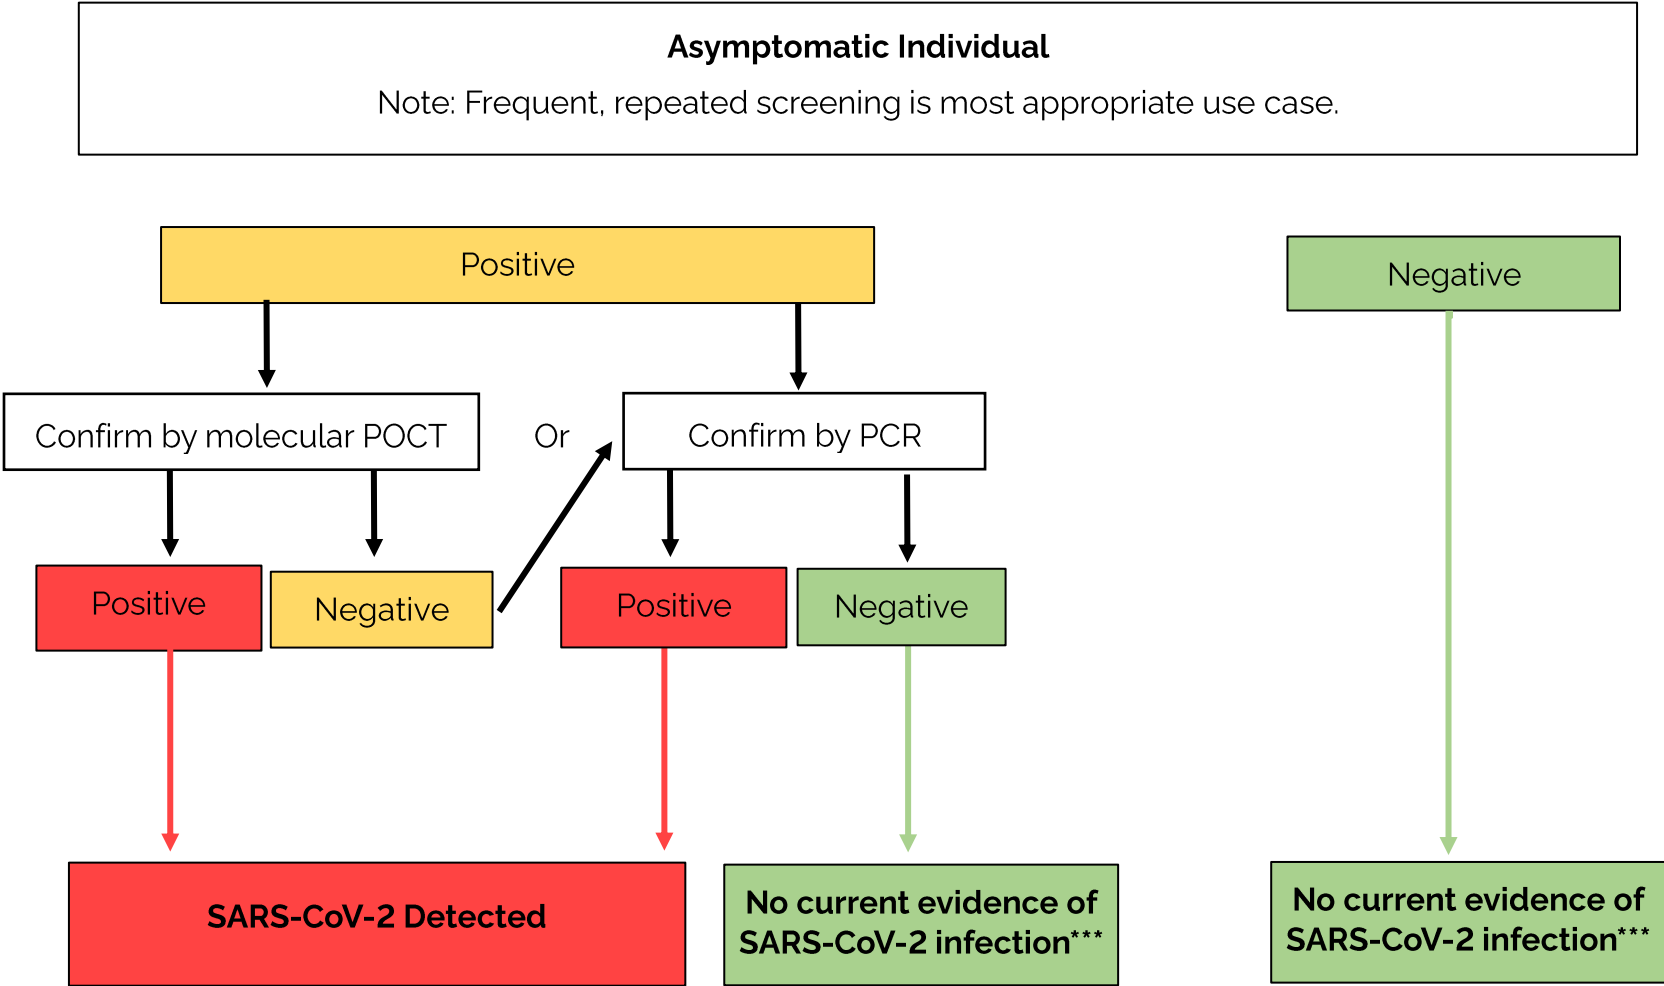 Asymptomatic Individual
Note: Frequent, repeated screening is most appropriate use case.
Positive
Negative
Confirm by molecular POCT
Or
Confirm by PCR
Positive
Negative
Positive
Negative
SARS-CoV-2 Detected
No current evidence of
SARS-CoV-2 infection***
No current evidence of
SARS-CoV-2 infection***